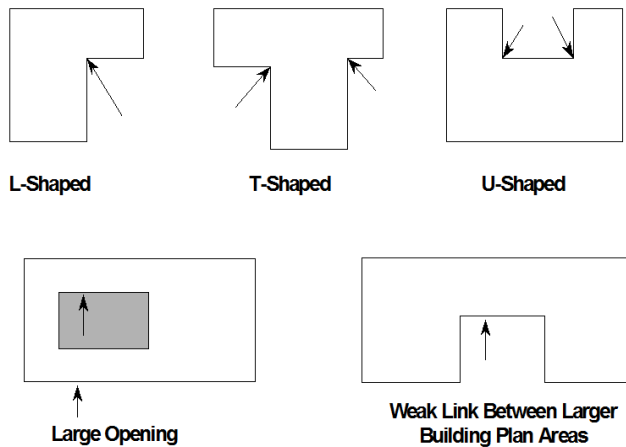 L-Shaped
T-Shaped
U-Shaped
Large Opening
Weak Link Between Larger
Building Plan Areas